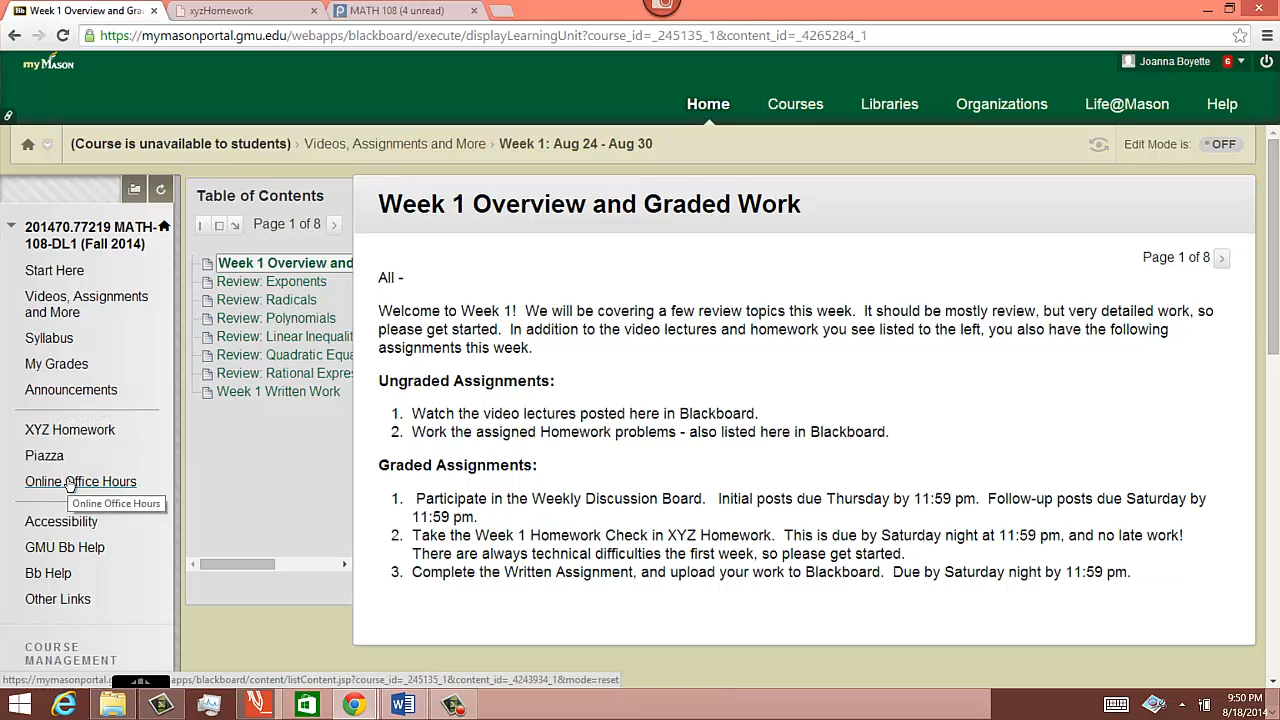 Week 1 Overview and Gra
xyzHomework
MATH 108 (4 unread)
https://mymasonportal.gmu.edu/webapps/blackboard/execute/displayLearningUnit?course_id=_245135_1&content_id=_4265284_1
myMason
Joanna Boyette 6
Home Courses Libraries Organizations Life@Mason Help
(Course is unavailable to students) > Videos, Assignments and More > Week 1: Aug 24 - Aug 30
Edit Mode is: OFF
201470.77219 MATH-
108-DL1 (Fall 2014)
Start Here
Videos, Assignments
and More
Syllabus
My Grades
Announcements
XYZ Homework
Piazza
Online Office Hours
Online Office Hours
Accessibility
GMU Bb Help
Bb Help
Other Links
COURSE
MANAGEMENT
Table of Contents
Page 1 of 8
Week 1 Overview and
Review: Exponents
Review: Radicals
Review: Polynomials
Review: Linear Inequalit
Review: Quadratic Equa
Review: Rational Expres
Week 1 Written Work
Week 1 Overview and Graded Work
Page 1 of 8
All -
Welcome to Week 1! We will be covering a few review topics this week. It should be mostly review, but very detailed work, so
please get started. In addition to the video lectures and homework you see listed to the left, you also have the following
assignments this week.
Ungraded Assignments:
1. Watch the video lectures posted here in Blackboard.
2. Work the assigned Homework problems - also listed here in Blackboard.
Graded Assignments:
1. Participate in the Weekly Discussion Board. Initial posts due Thursday by 11:59 pm. Follow-up posts due Saturday by
11:59 pm.
2. Take the Week 1 Homework Check in XYZ Homework. This is due by Saturday night at 11:59 pm, and no late work!
There are always technical difficulties the first week, so please get started.
3. Complete the Written Assignment, and upload your work to Blackboard. Due by Saturday night by 11:59 pm.
https://mymasonportal.
apps/blackboard/content/listContent.jsp?course_id=_245135_1&content_id=_4243934_1&mode=reset
9:50 PM
8/18/2014